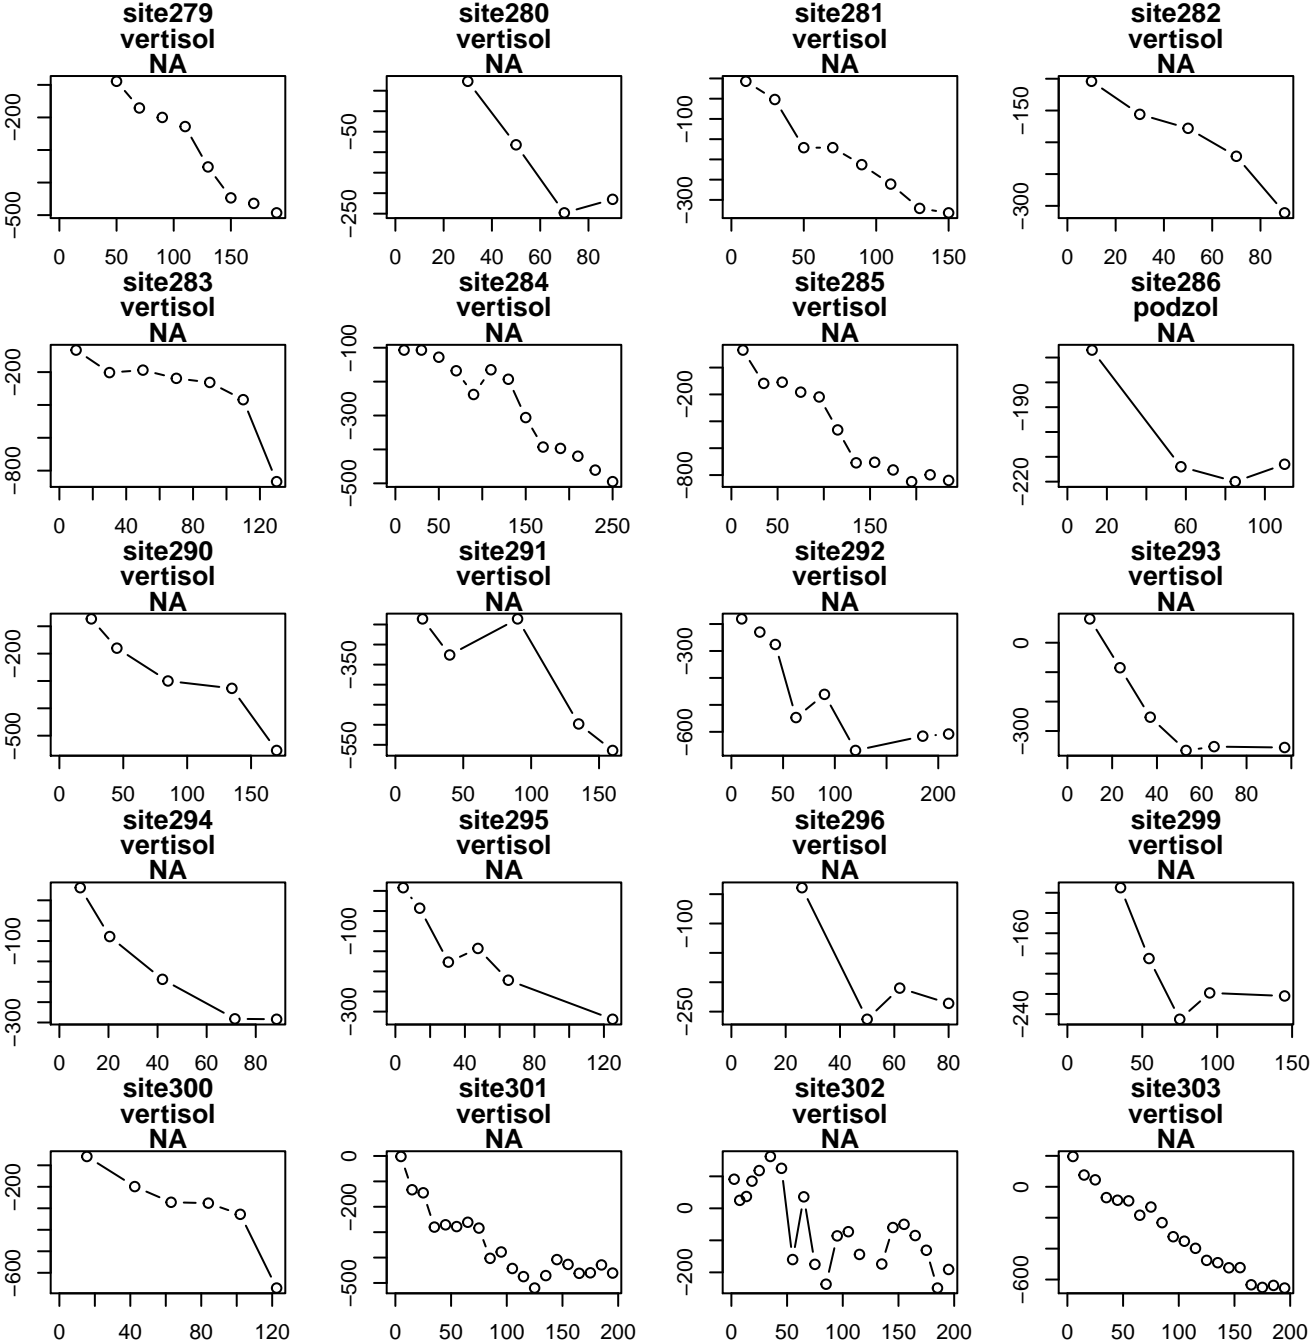 site279 site280 site281 site282
vertisol vertisol vertisol vertisol
NA NA NA NA
−200 −500
0 50 100 150
−50 −250
0 20 40 60 80
−100 −300
0 50 100 150
−150 −300
0 20 40 60 80
site283 site284 site285 site286
vertisol vertisol vertisol podzol
NA NA NA NA
−200 −800
0 40 80 120
−100 −300 −500
0 50 150 250
−200 −800
0 50 150
−190 −220
0 20 60 100
site290 site291 site292 site293
vertisol vertisol vertisol vertisol
NA NA NA NA
−200 −500
0 50 100 150
−350 −550
0 50 100 150
−300 −600
0 50 100 200
0 −300
0 20 40 60 80
site294 site295 site296 site299
vertisol vertisol vertisol vertisol
NA NA NA NA
−100 −300
0 20 40 60 80
−100 −300
0 40 80 120
−100 −250
0 20 40 60 80
−160 −240
0 50 100 150
site300 site301 site302 site303
vertisol vertisol vertisol vertisol
NA NA NA NA
−200 −600
0 40 80 120
0 −200 −500
0 50 100 150 200
0 −200
0 50 100 150 200
0 −600
0 50 100 150 200